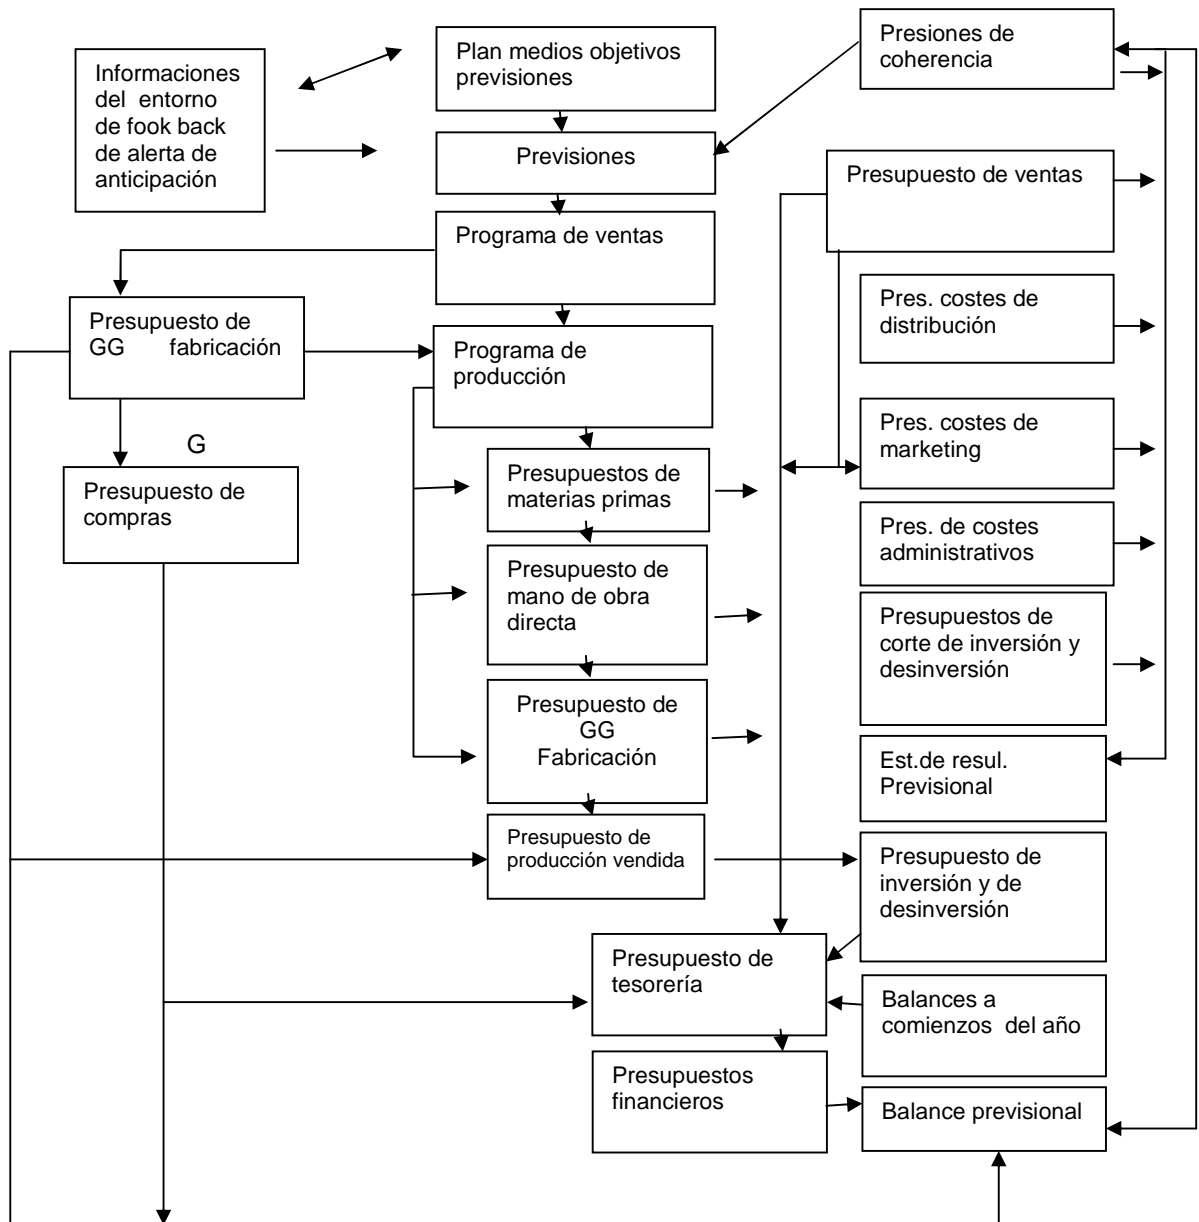 Informaciones
del entorno
de fook back
de alerta de
anticipación
Plan medios objetivos
previsiones
Presiones de
coherencia
Previsiones
Programa de ventas
Presupuesto de ventas
Presupuesto de
GG fabricación
Programa de
producción
Pres. costes de
distribución
G
Pres. costes de
marketing
Presupuesto de
compras
Presupuestos de
materias primas
Pres. de costes
administrativos
Presupuesto de
mano de obra
directa
Presupuestos de
corte de inversión y
desinversión
Presupuesto de
GG
Fabricación
Est.de resul.
Previsional
Presupuesto de
producción vendida
Presupuesto de
inversión y de
desinversión
Presupuesto de
tesorería
Balances a
comienzos del año
Presupuestos
financieros
Balance previsional